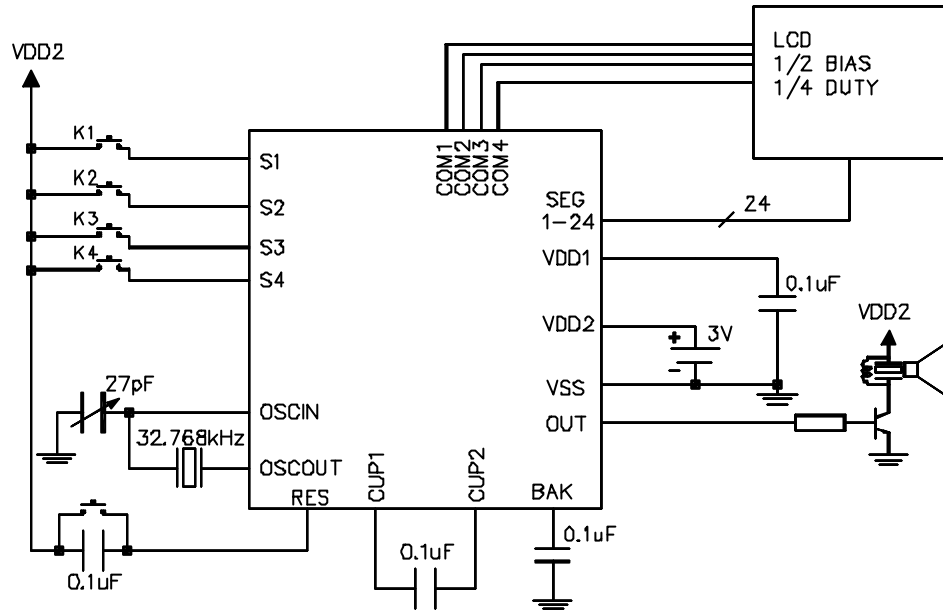 VDD2
LCD
1/2 BIAS
1/4 DUTY
K1
K2
K3
K4
S1
S2
S3
S4
COM1
COM2
COM3
COM4
SEG
1-24
24
VDD1
0.1uF
VDD2
3V
+
-
VDD2
VSS
OUT
27pF
OSCIN
32.768kHz
OSCOUT
RES
CUP1
CUP2
BAK
0.1uF
0.1uF
0.1uF